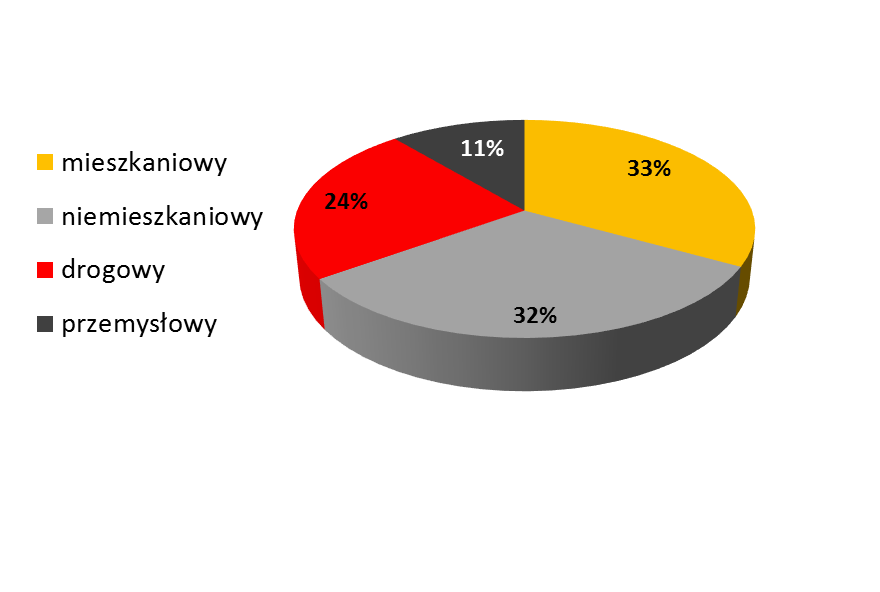 mieszkaniowy
niemieszkaniowy
drogowy
przemysłowy
11%
33%
24%
32%